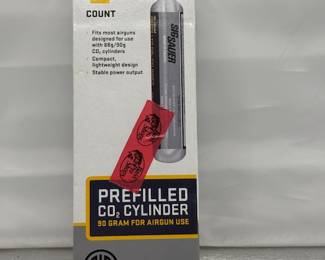 COUNT
• Fits most airguns
designed for use
with 88g/90g
CO₂ cylinders
• Compact,
lightweight design
• Stable power output
SIG SAUER
PREFILLED
CO₂ CYLINDER
90 GRAM FOR AIRGUN USE